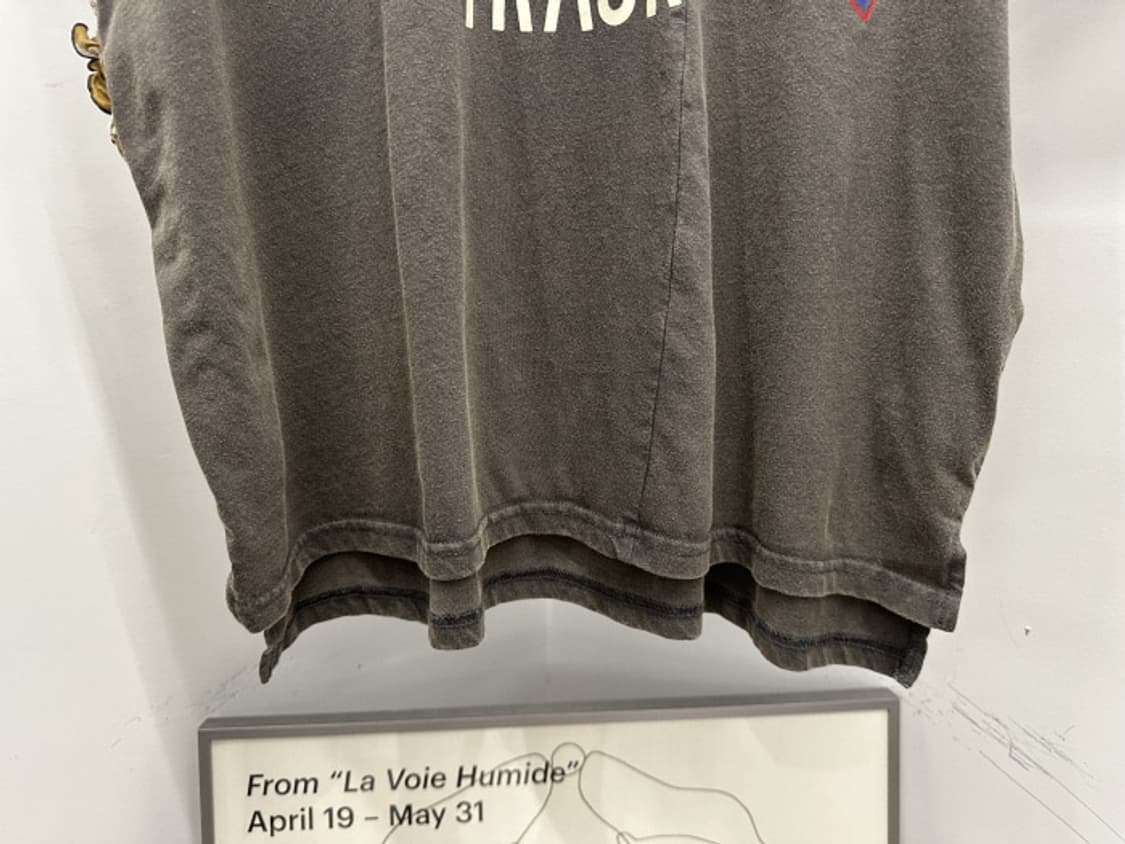 From "La Voie Humide"
April 19 – May 31